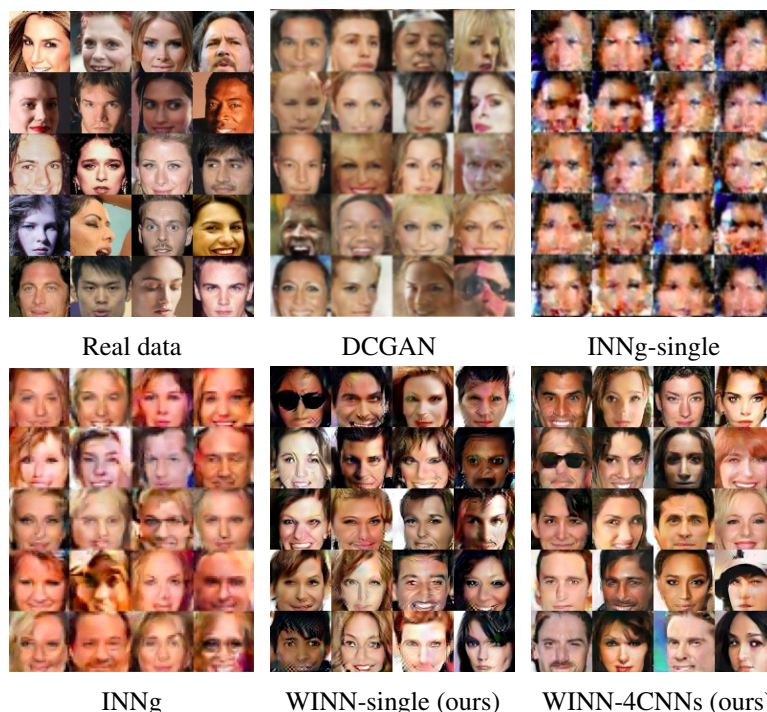 Real data
DCGAN
INNg-single
INNg
WINN-single (ours)
WINN-4CNNs (ours)